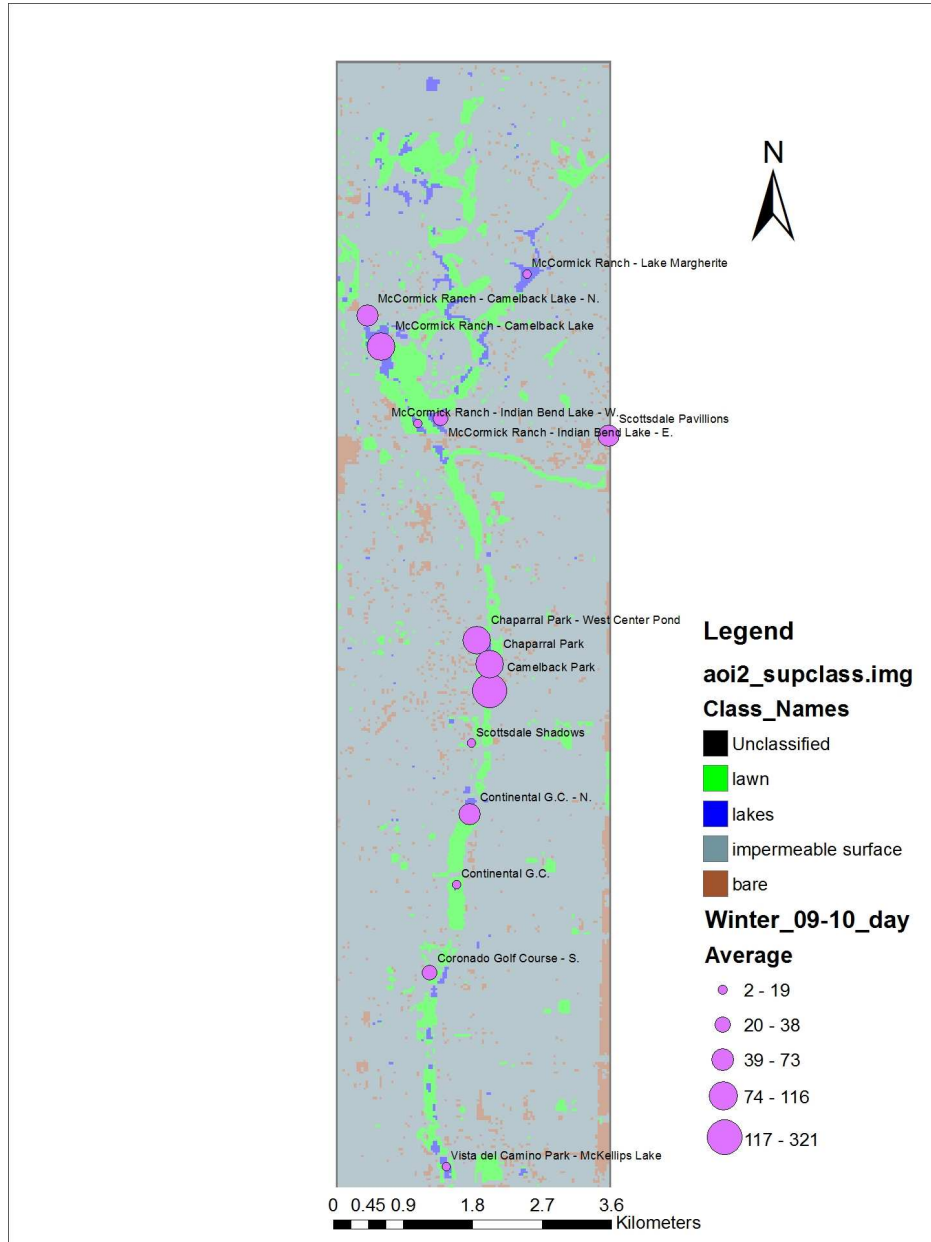 N
McCormick Ranch - Lake Margherite
McCormick Ranch - Camelback Lake - N.
McCormick Ranch - Camelback Lake
McCormick Ranch - Indian Bend Lake - W.
Scottsdale Pavillions
McCormick Ranch - Indian Bend Lake - E.
Chaparral Park - West Center Pond
Chaparral Park
Camelback Park
Scottsdale Shadows
Continental G.C. - N.
Continental G.C.
Coronado Golf Course - S.
Vista del Camino Park - McKellips Lake
Legend
aoi2_supclass.img
Class_Names
Unclassified
lawn
lakes
impermeable surface
bare
Winter_09-10_day
Average
2 - 19
20 - 38
39 - 73
74 - 116
117 - 321
0 0.45 0.9 1.8 2.7 3.6
Kilometers